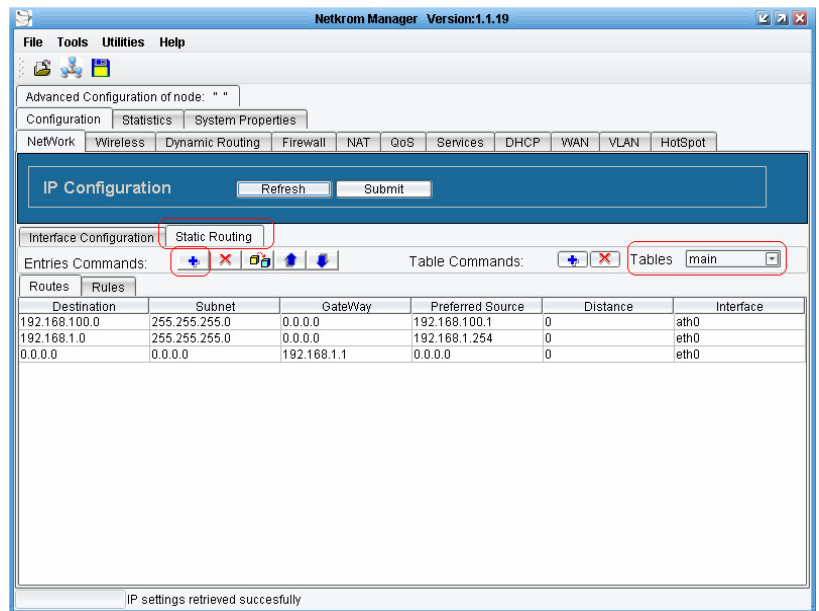 Netkrom Manager Version:1.1.19
File Tools Utilities Help
Advanced Configuration of node: " "
Configuration Statistics System Properties
NetWork Wireless Dynamic Routing Firewall NAT QoS Services DHCP WAN VLAN HotSpot
IP Configuration Refresh Submit
Interface Configuration Static Routing
Entries Commands: Table Commands: Tables main
Routes Rules
Destination Subnet GateWay Preferred Source Distance Interface
192.168.100.0 255.255.255.0 0.0.0.0 192.168.100.1 0 ath0
192.168.1.0 255.255.255.0 0.0.0.0 192.168.1.254 0 eth0
0.0.0.0 0.0.0.0 192.168.1.1 0.0.0.0 0 eth0
IP settings retrieved succesfully